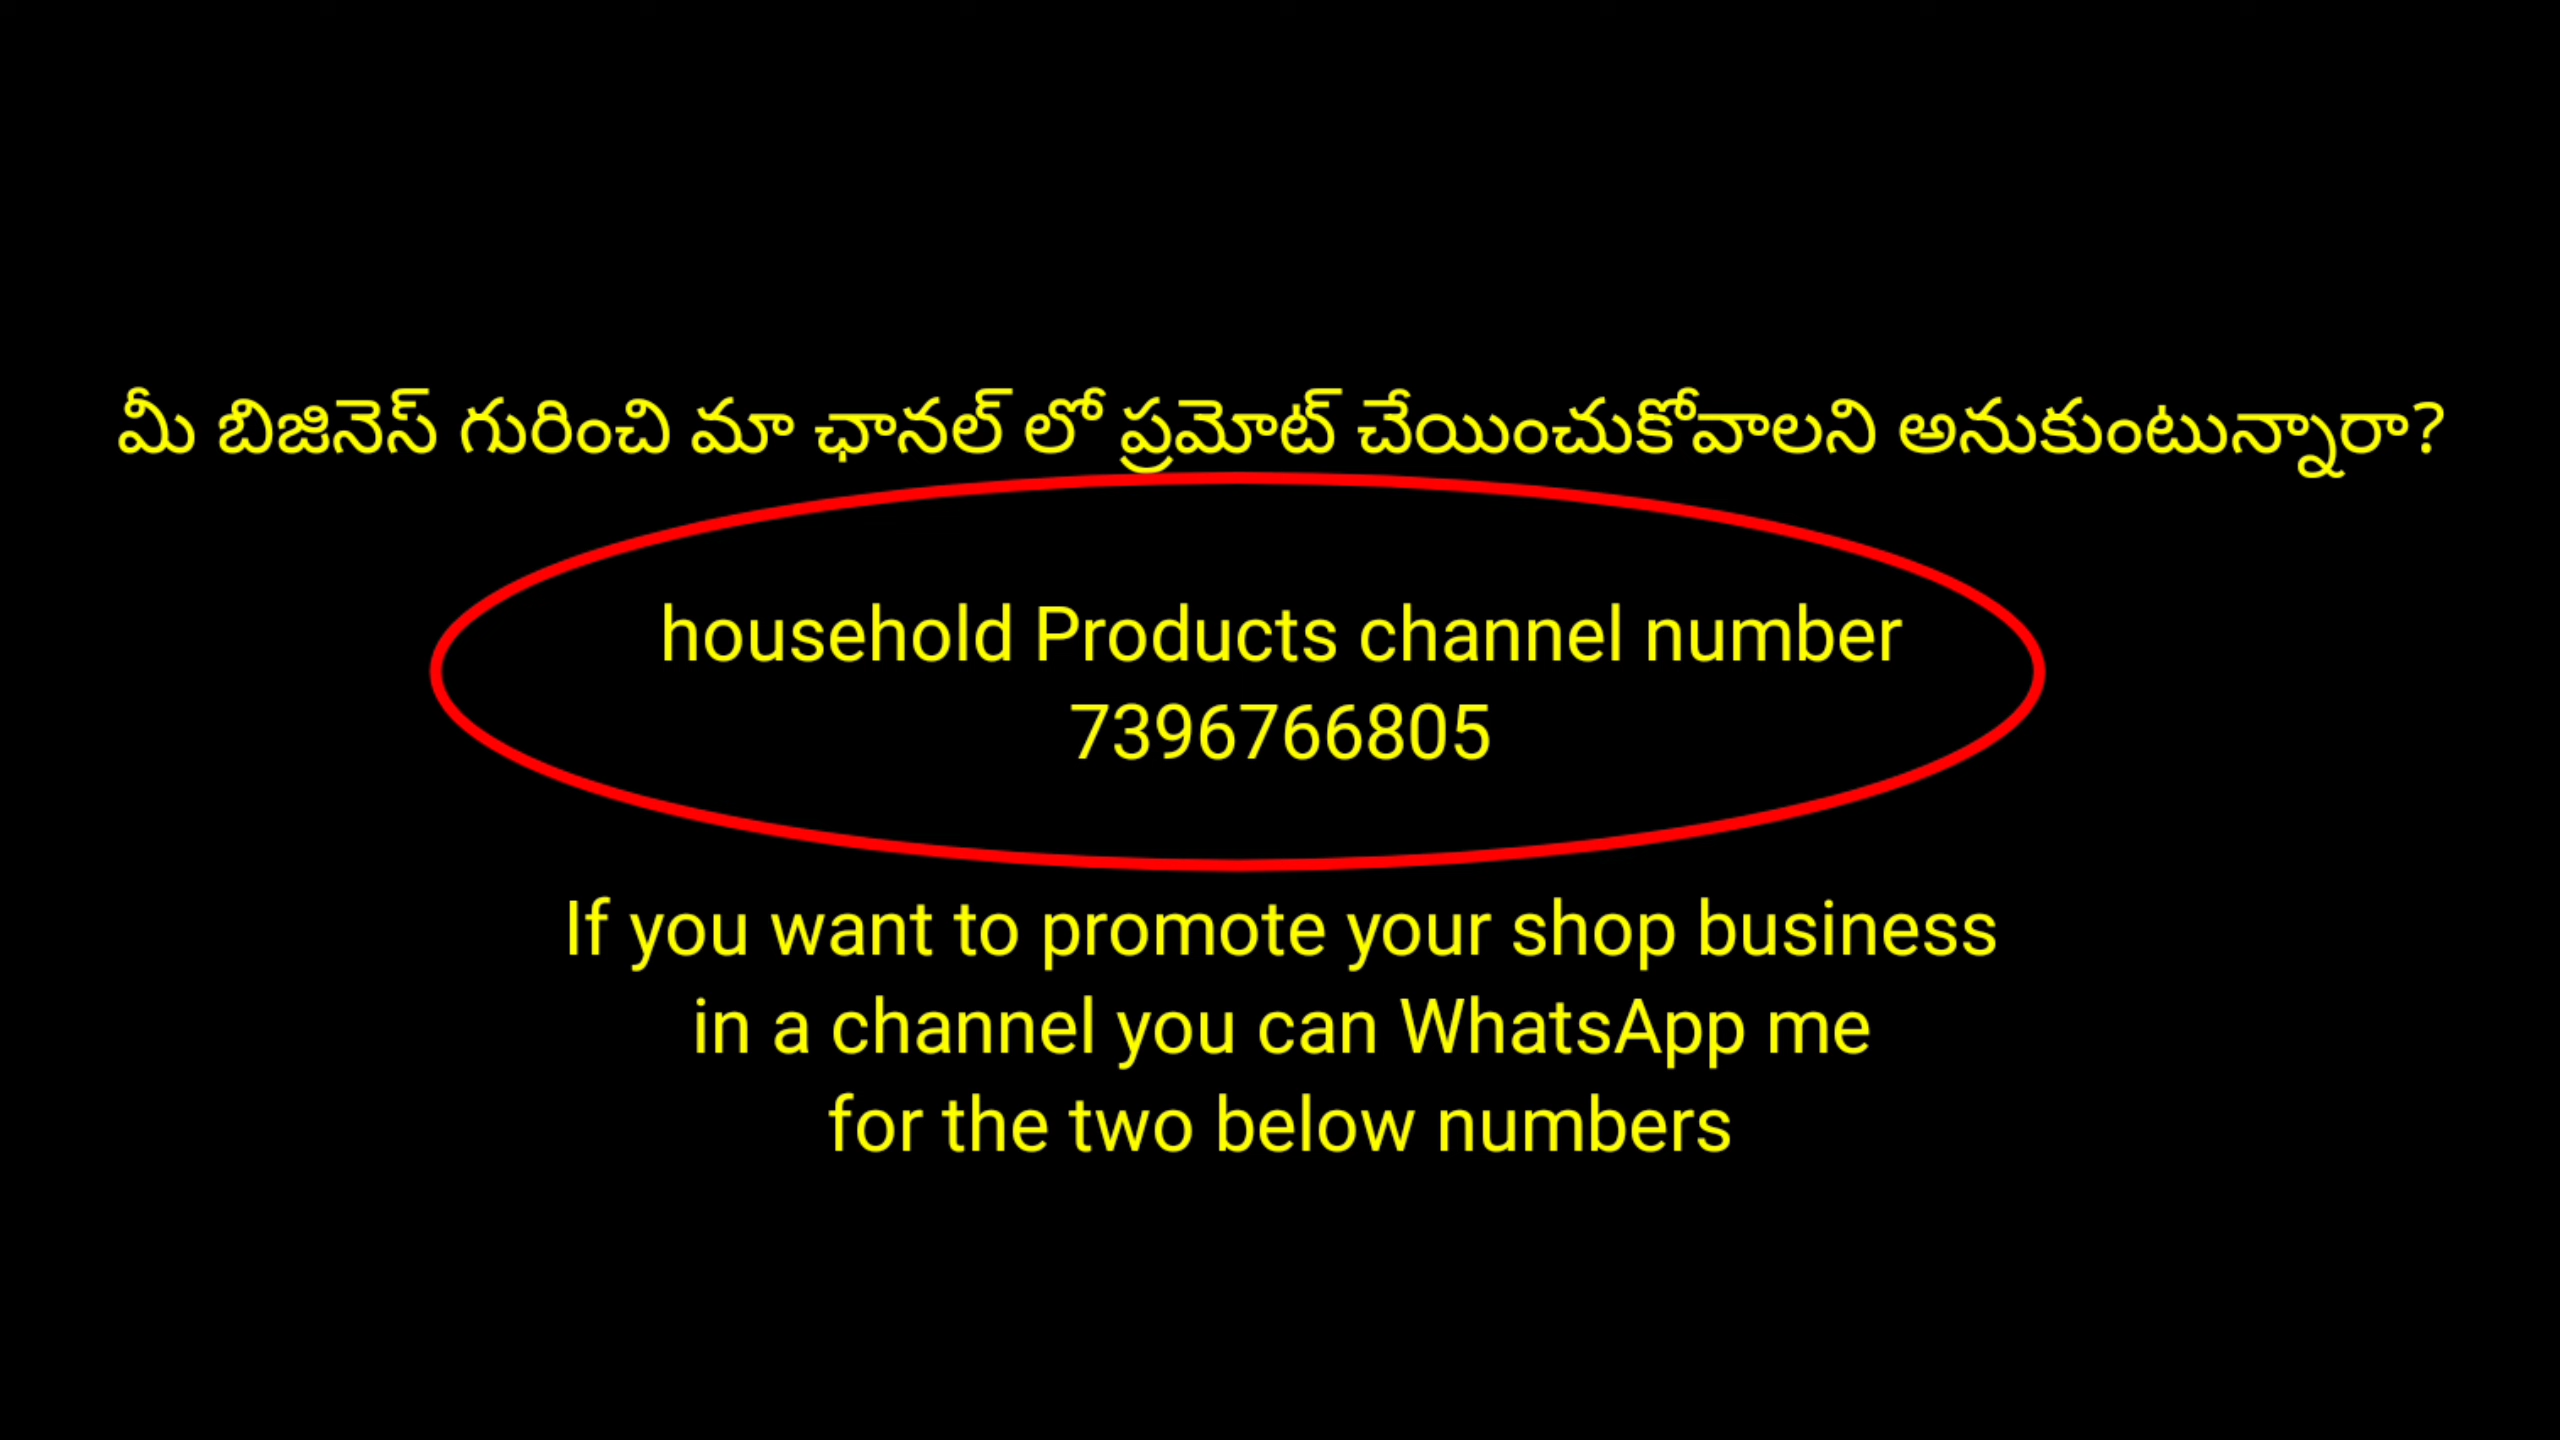 మీ బిజినెస్ గురించి మా ఛానల్ లో ప్రమోట్ చేయించుకోవాలని అనుకుంటున్నారా?
household Products channel number
7396766805
If you want to promote your shop business
in a channel you can WhatsApp me
for the two below numbers